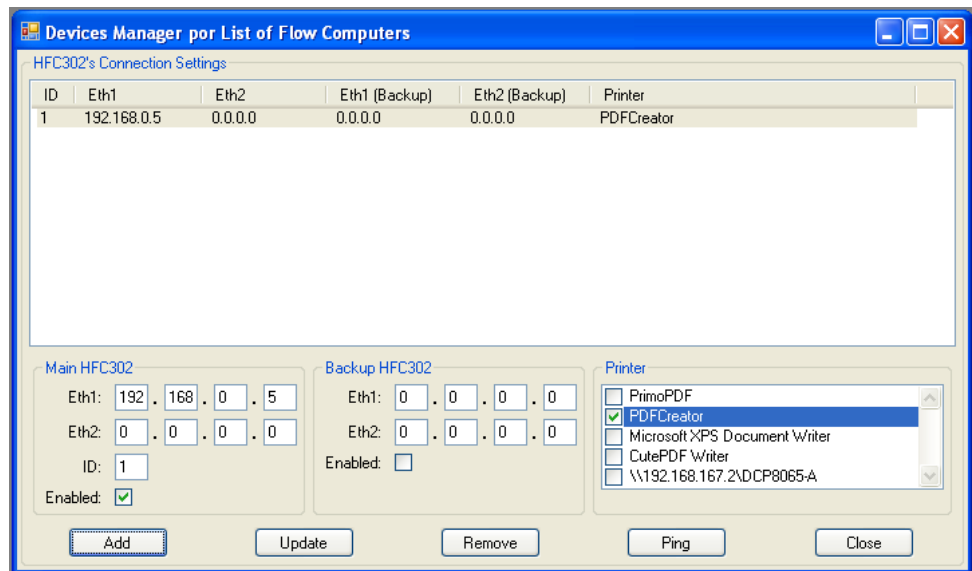 Devices Manager por List of Flow Computers
HFC302's Connection Settings
ID Eth1 Eth2 Eth1 (Backup) Eth2 (Backup) Printer
1 192.168.0.5 0.0.0.0 0.0.0.0 0.0.0.0 PDFCreator
Main HFC302
Eth1: 192 . 168 . 0 . 5
Eth2: 0 . 0 . 0 . 0
ID: 1
Enabled:
Backup HFC302
Eth1: 0 . 0 . 0 . 0
Eth2: 0 . 0 . 0 . 0
Enabled:
Printer
PrimoPDF
PDFCreator
Microsoft XPS Document Writer
CutePDF Writer
\\192.168.167.2\DCP8065-A
Add Update Remove Ping Close